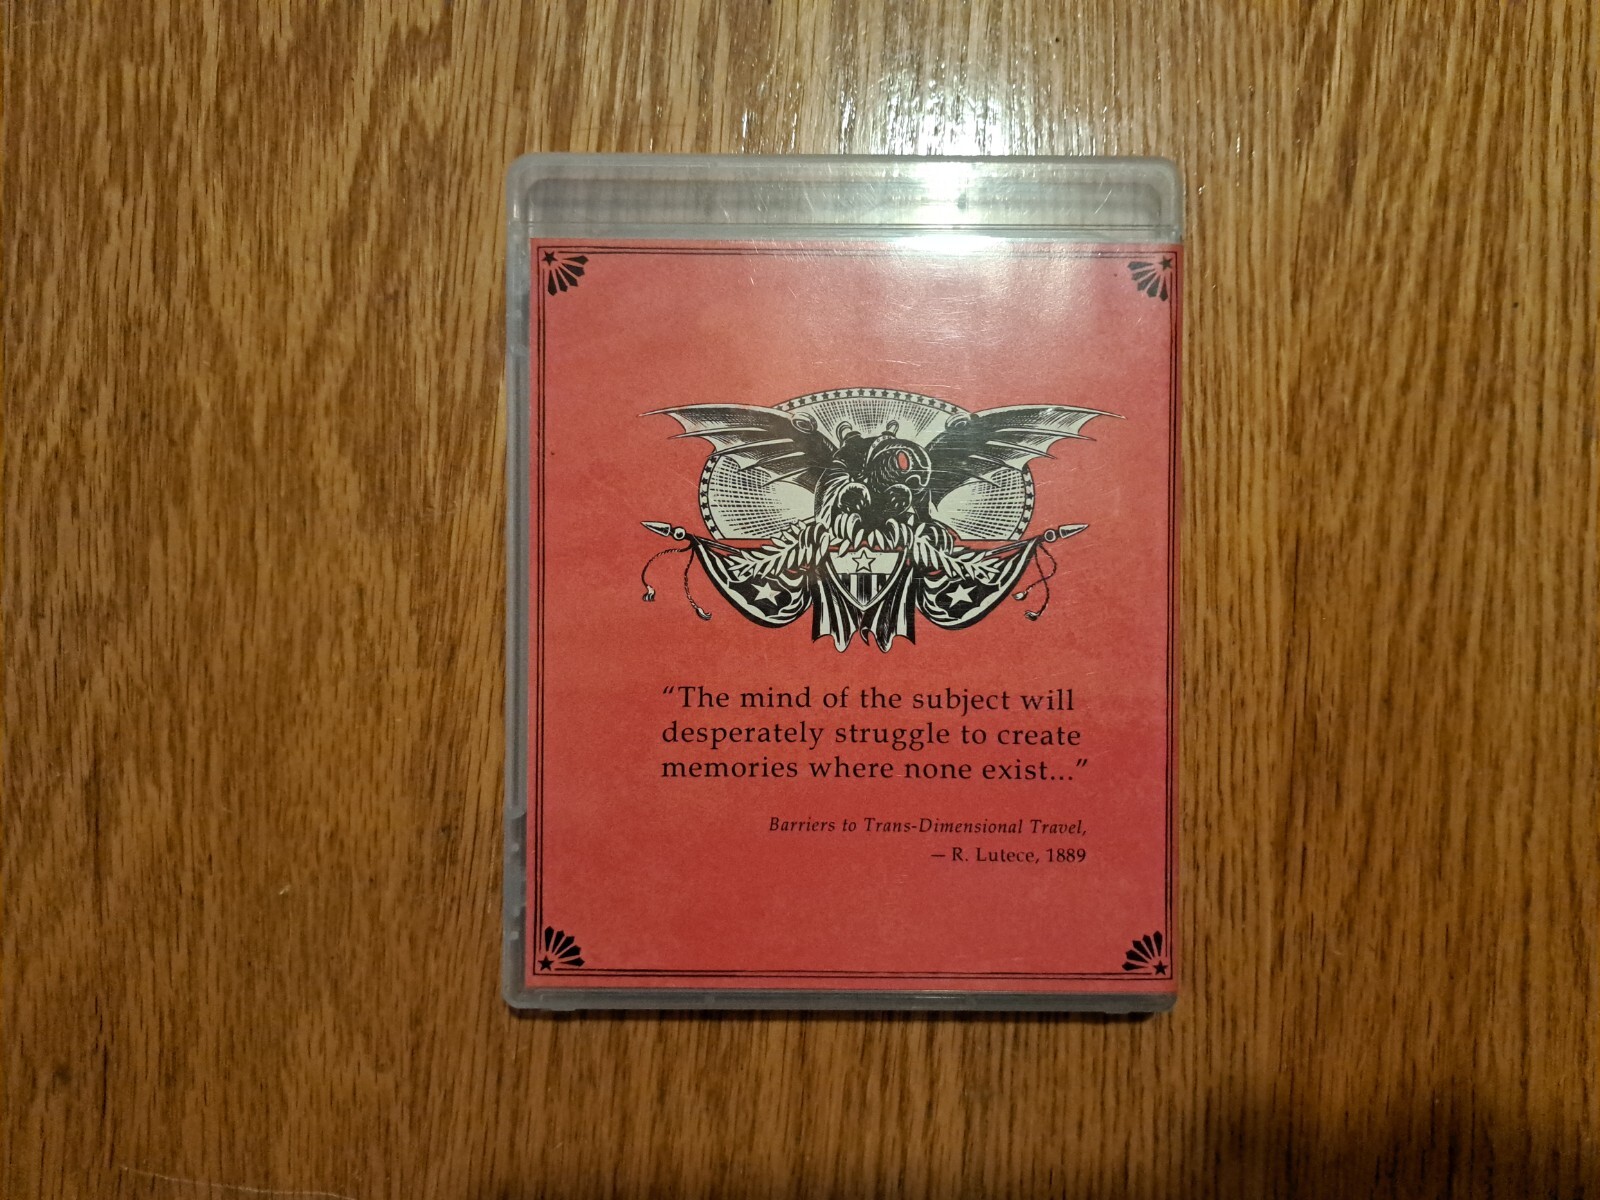 “The mind of the subject will
desperately struggle to create
memories where none exist...”
Barriers to Trans-Dimensional Travel,
— R. Lutece, 1889